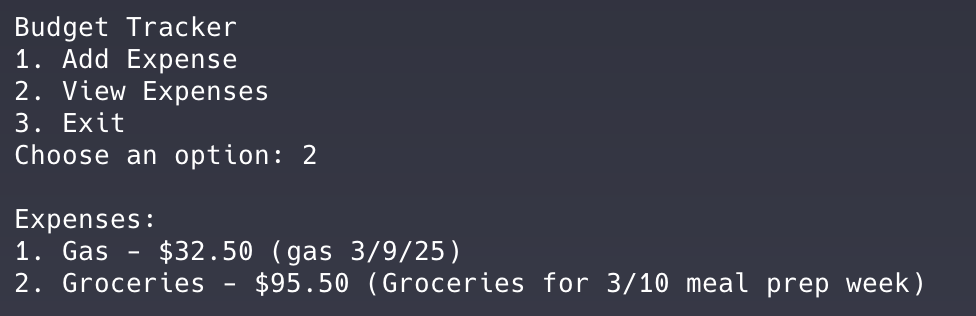 Budget Tracker
1. Add Expense
2. View Expenses
3. Exit
Choose an option: 2
Expenses:
1. Gas - $32.50 (gas 3/9/25)
2. Groceries - $95.50 (Groceries for 3/10 meal prep week)